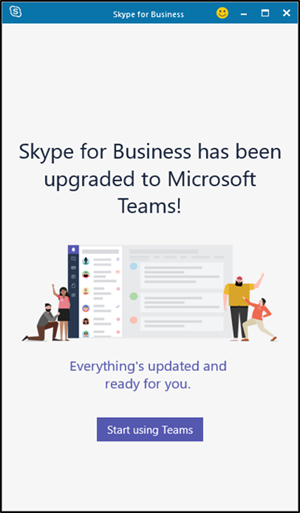 Skype for Business
Skype for Business has been
upgraded to Microsoft
Teams!
Everything's updated and
ready for you.
Start using Teams